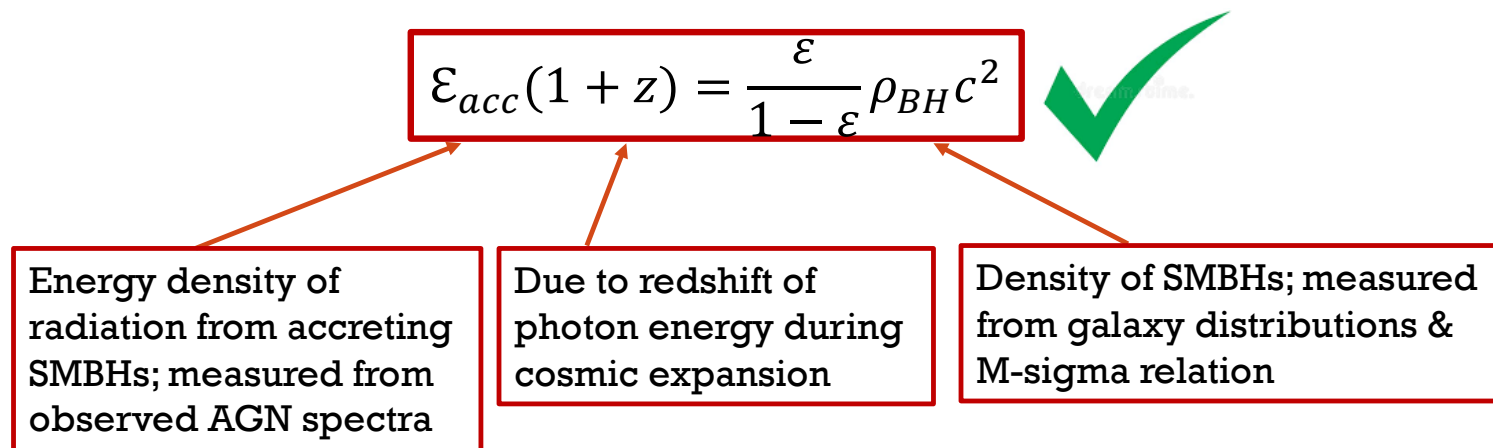 Ɛ_acc(1 + z) = ε / (1 − ε) ρ_BH c²
Energy density of
radiation from accreting
SMBHs; measured from
observed AGN spectra
Due to redshift of
photon energy during
cosmic expansion
Density of SMBHs; measured
from galaxy distributions &
M-sigma relation